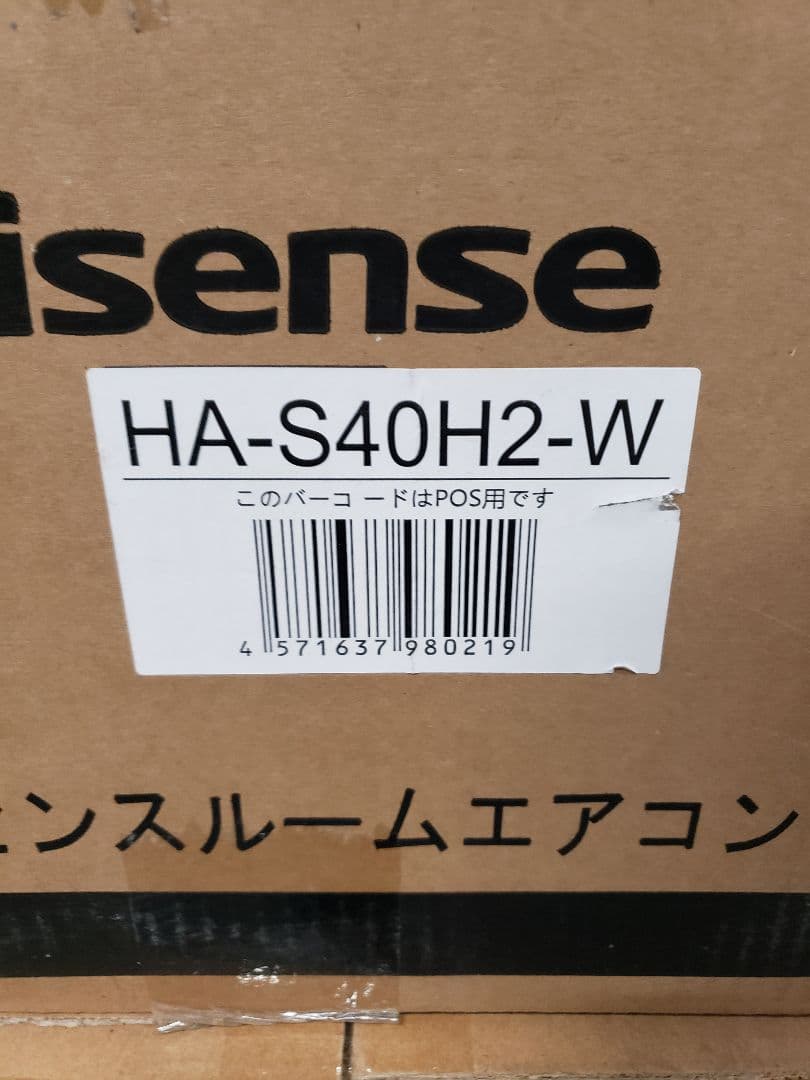 isense
HA-S40H2-W
このバーコードはPOS用です
4 571637 980219
ェンスルームエアコン